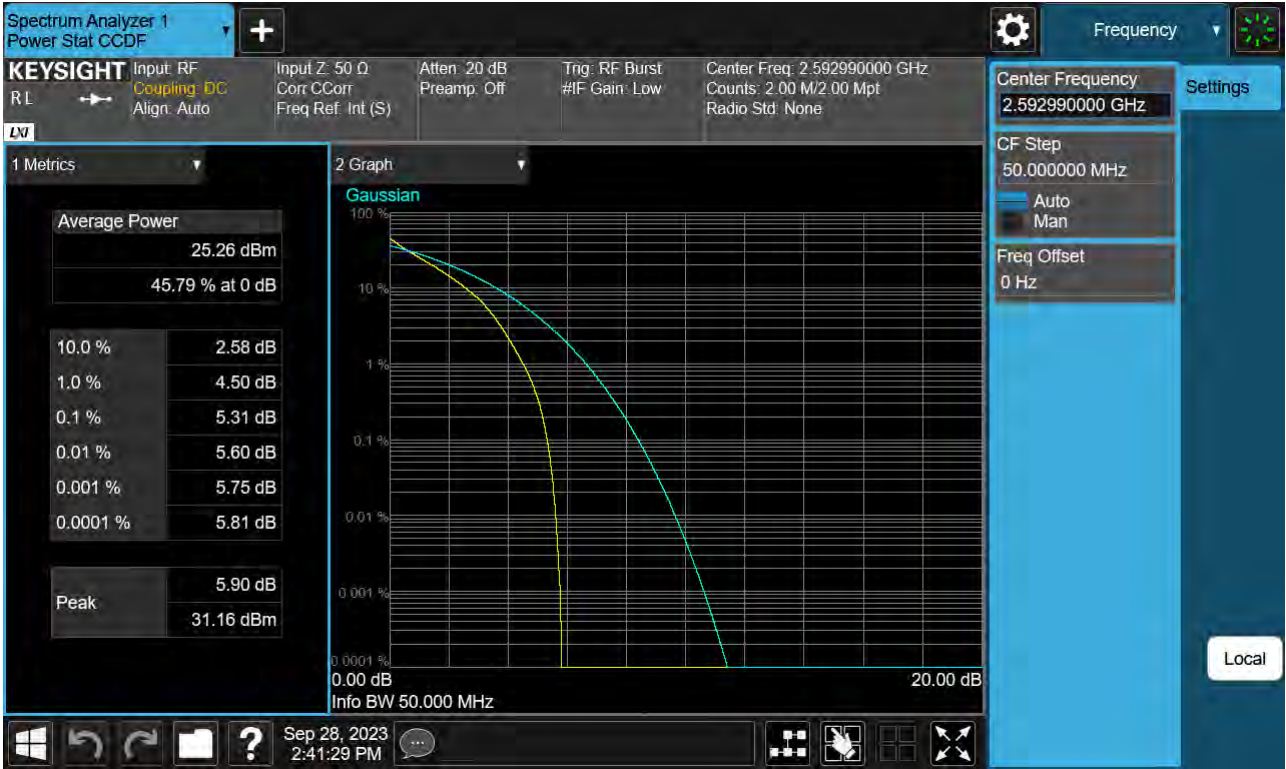 Spectrum Analyzer 1
Power Stat CCDF
Frequency
KEYSIGHT
R L
LXI
Input: RF
Coupling: DC
Align: Auto
Input Z: 50 Ω
Corr CCorr
Freq Ref: Int (S)
Atten: 20 dB
Preamp: Off
Trig: RF Burst
#IF Gain: Low
Center Freq: 2.592990000 GHz
Counts: 2.00 M/2.00 Mpt
Radio Std: None
Center Frequency
2.592990000 GHz
Settings
CF Step
50.000000 MHz
Auto
Man
Freq Offset
0 Hz
1 Metrics
Average Power
25.26 dBm
45.79 % at 0 dB
10.0 % 2.58 dB
1.0 % 4.50 dB
0.1 % 5.31 dB
0.01 % 5.60 dB
0.001 % 5.75 dB
0.0001 % 5.81 dB
Peak
5.90 dB
31.16 dBm
2 Graph
Gaussian
100 %
10 %
1 %
0.1 %
0.01 %
0.001 %
0.0001 %
0.00 dB 20.00 dB
Info BW 50.000 MHz
Local
?
Sep 28, 2023
2:41:29 PM